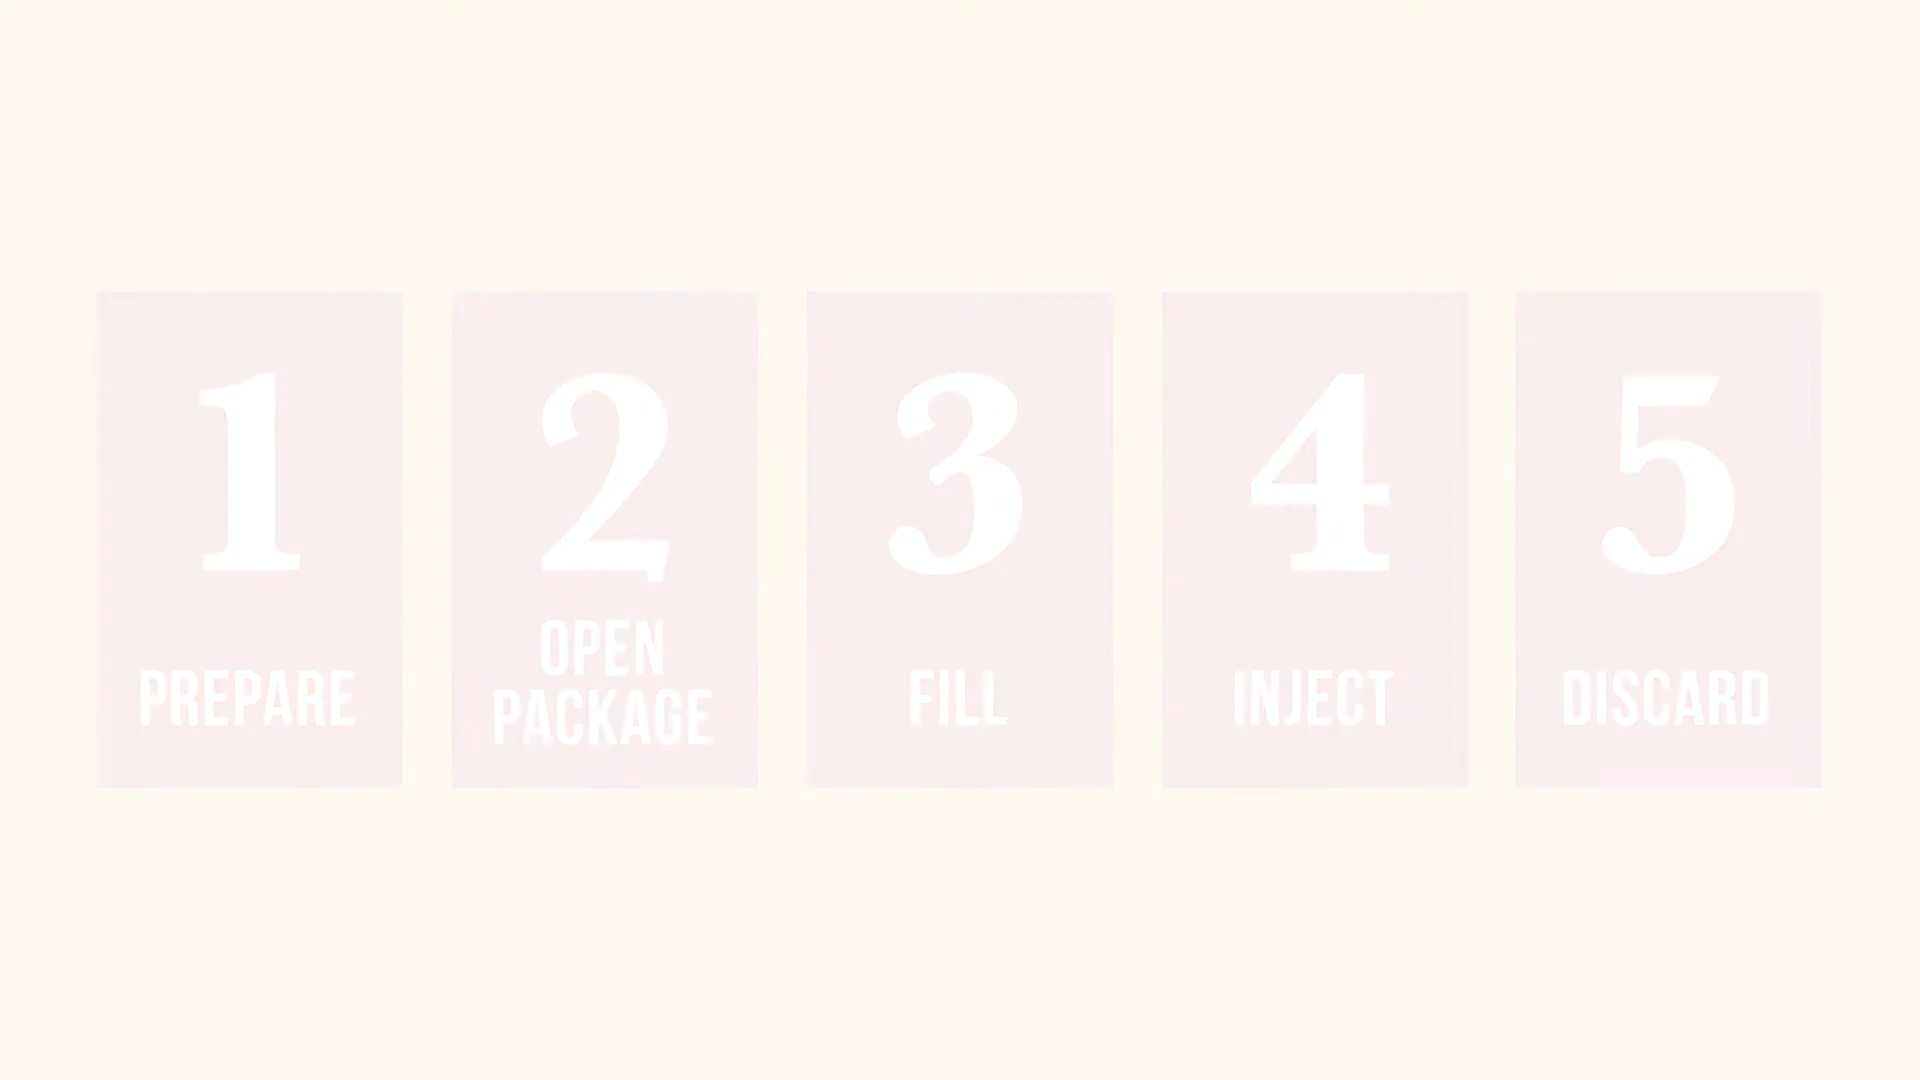 1
PREPARE
2
OPEN
PACKAGE
3
FILL
4
INJECT
5
DISCARD